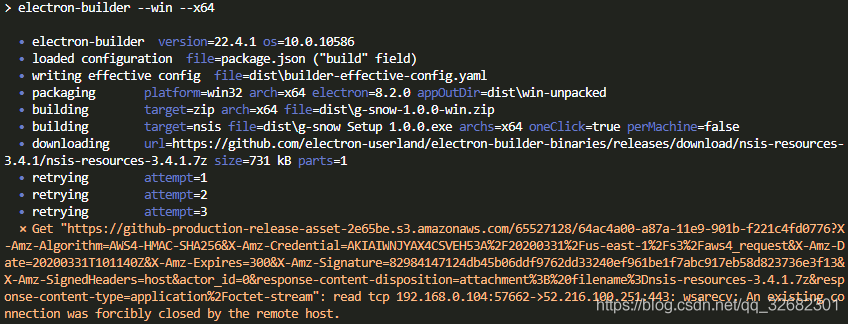 > electron-builder --win --x64
• electron-builder  version=22.4.1 os=10.0.10586
• loaded configuration  file=package.json ("build" field)
• writing effective config  file=dist\builder-effective-config.yaml
• packaging       platform=win32 arch=x64 electron=8.2.0 appOutDir=dist\win-unpacked
• building        target=zip arch=x64 file=dist\g-snow-1.0.0-win.zip
• building        target=nsis file=dist\g-snow Setup 1.0.0.exe archs=x64 oneClick=true perMachine=false
• downloading     url=https://github.com/electron-userland/electron-builder-binaries/releases/download/nsis-resources-
3.4.1/nsis-resources-3.4.1.7z size=731 kB parts=1
• retrying        attempt=1
• retrying        attempt=2
• retrying        attempt=3
⨯ Get "https://github-production-release-asset-2e65be.s3.amazonaws.com/65527128/64ac4a00-a87a-11e9-901b-f221c4fd0776?X
-Amz-Algorithm=AWS4-HMAC-SHA256&X-Amz-Credential=AKIAIWNJYAX4CSVEH53A%2F20200331%2Fus-east-1%2Fs3%2Faws4_request&X-Amz-D
ate=20200331T101140Z&X-Amz-Expires=300&X-Amz-Signature=82984147124db45b06ddf9762dd33240ef961be1f7abc917eb58d823736e3f13&
X-Amz-SignedHeaders=host&actor_id=0&response-content-disposition=attachment%3B%20filename%3Dnsis-resources-3.4.1.7z&resp
onse-content-type=application%2Foctet-stream": read tcp 192.168.0.104:57662->52.216.100.251:443: wsarecv: An existing co
nnection was forcibly closed by the remote host.
https://blog.csdn.net/qq_32682301